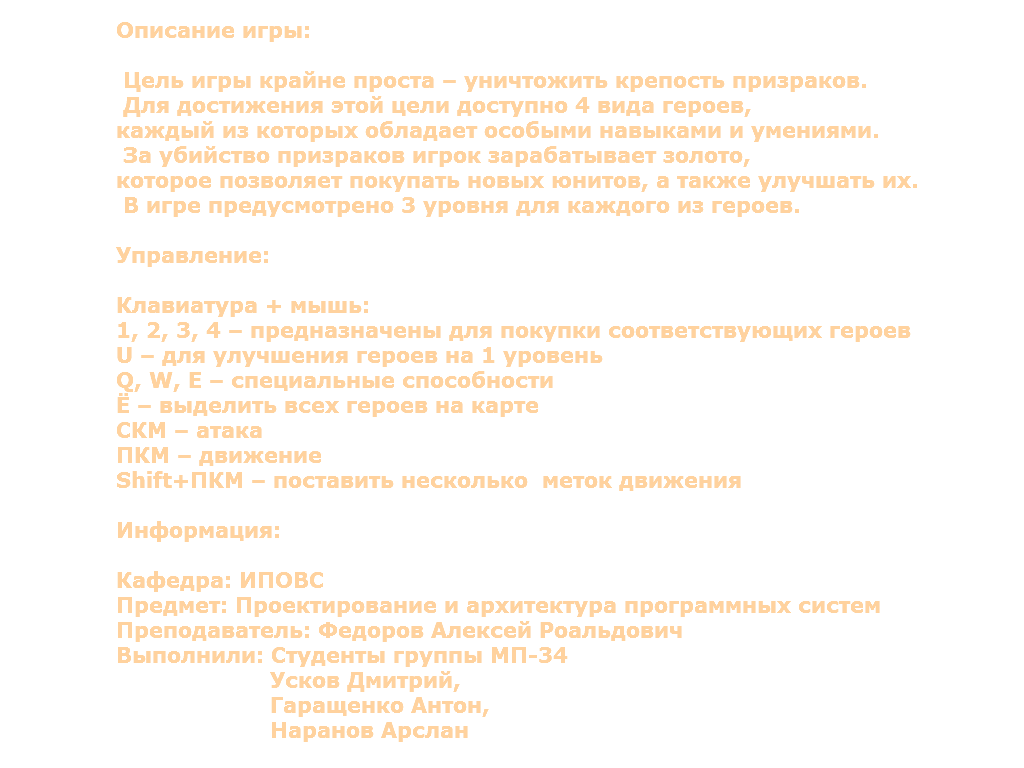 Описание игры:
Цель игры крайне проста – уничтожить крепость призраков.
Для достижения этой цели доступно 4 вида героев,
каждый из которых обладает особыми навыками и умениями.
За убийство призраков игрок зарабатывает золото,
которое позволяет покупать новых юнитов, а также улучшать их.
В игре предусмотрено 3 уровня для каждого из героев.
Управление:
Клавиатура + мышь:
1, 2, 3, 4 – предназначены для покупки соответствующих героев
U – для улучшения героев на 1 уровень
Q, W, E – специальные способности
Ё – выделить всех героев на карте
СКМ – атака
ПКМ – движение
Shift+ПКМ – поставить несколько  меток движения
Информация:
Кафедра: ИПОВС
Предмет: Проектирование и архитектура программных систем
Преподаватель: Федоров Алексей Роальдович
Выполнили: Студенты группы МП-34
Усков Дмитрий,
Гаращенко Антон,
Наранов Арслан